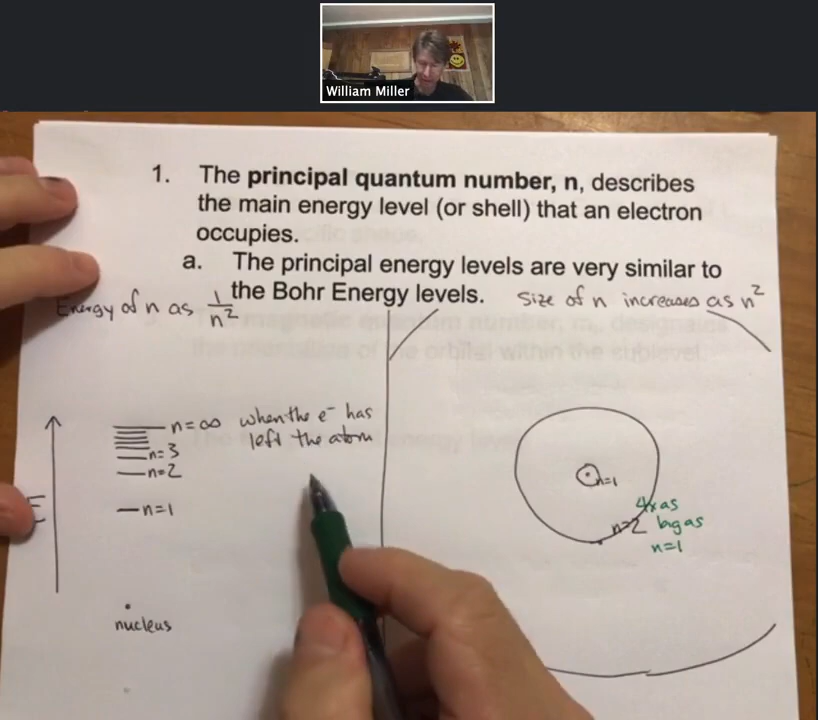 William Miller
1. The principal quantum number, n, describes
the main energy level (or shell) that an electron
occupies.
a. The principal energy levels are very similar to
the Bohr Energy levels.
Energy of n as 1/n²
Size of n increases as n²
n=∞ when the e⁻ has
left the atom
n=3
n=2
n=1
E
nucleus
n=1
4x as
n=2 big as
n=1